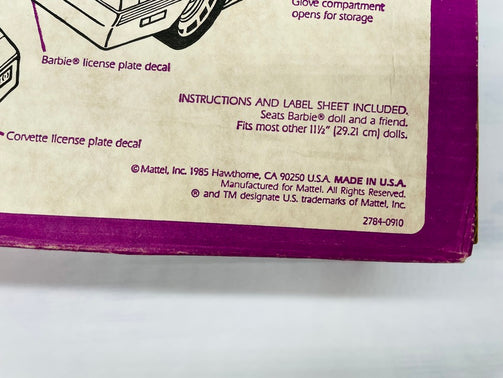 Glove compartment
opens for storage
Barbie® license plate decal
INSTRUCTIONS AND LABEL SHEET INCLUDED.
Seats Barbie® doll and a friend.
Fits most other 11½" (29.21 cm) dolls.
Corvette license plate decal
© Mattel, Inc. 1985 Hawthorne, CA 90250 U.S.A. MADE IN U.S.A.
Manufactured for Mattel. All Rights Reserved.
® and TM designate U.S. trademarks of Mattel, Inc.
2784-0910